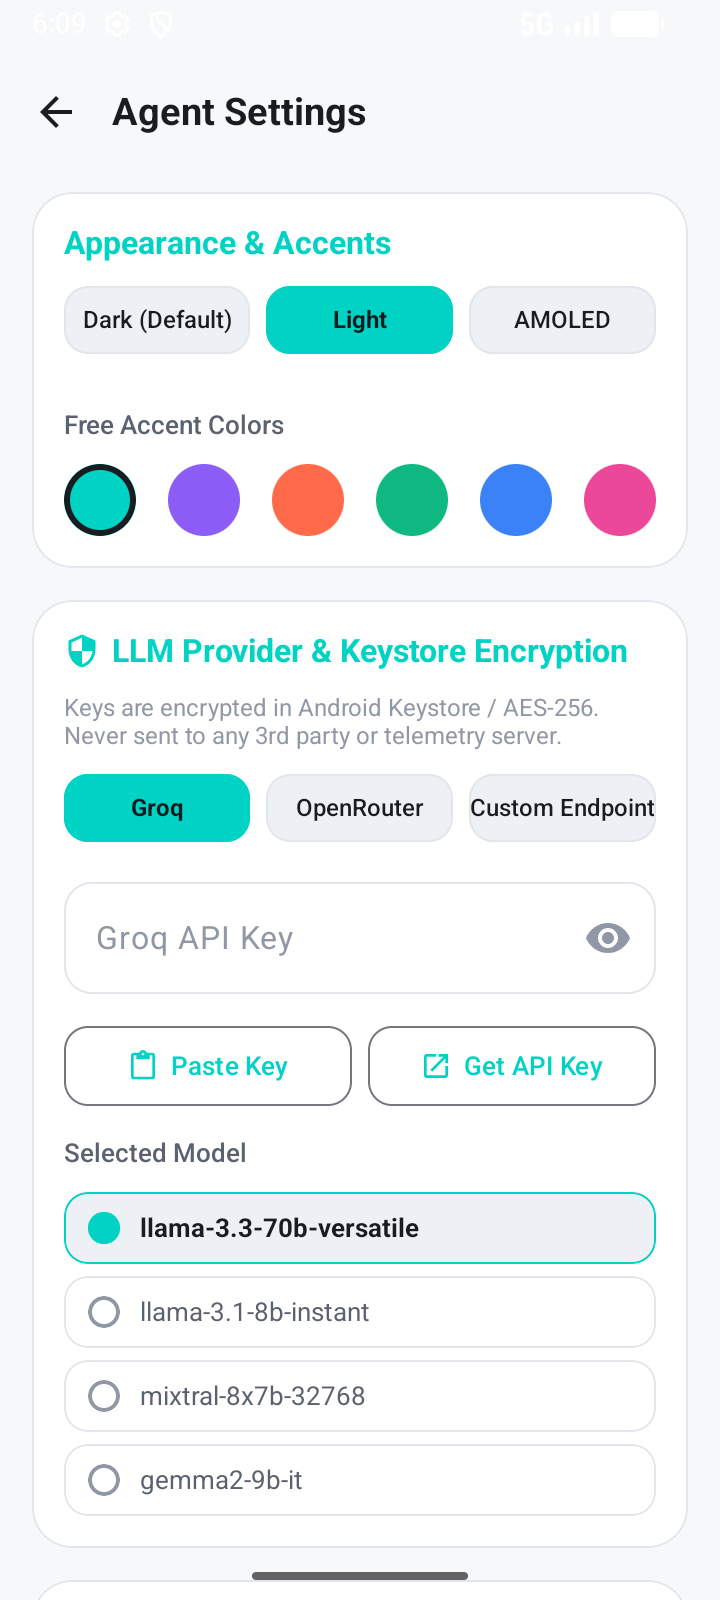 6:09
5G
Agent Settings
Appearance & Accents
Dark (Default)
Light
AMOLED
Free Accent Colors
LLM Provider & Keystore Encryption
Keys are encrypted in Android Keystore / AES-256.
Never sent to any 3rd party or telemetry server.
Groq
OpenRouter
Custom Endpoint
Groq API Key
Paste Key
Get API Key
Selected Model
llama-3.3-70b-versatile
llama-3.1-8b-instant
mixtral-8x7b-32768
gemma2-9b-it